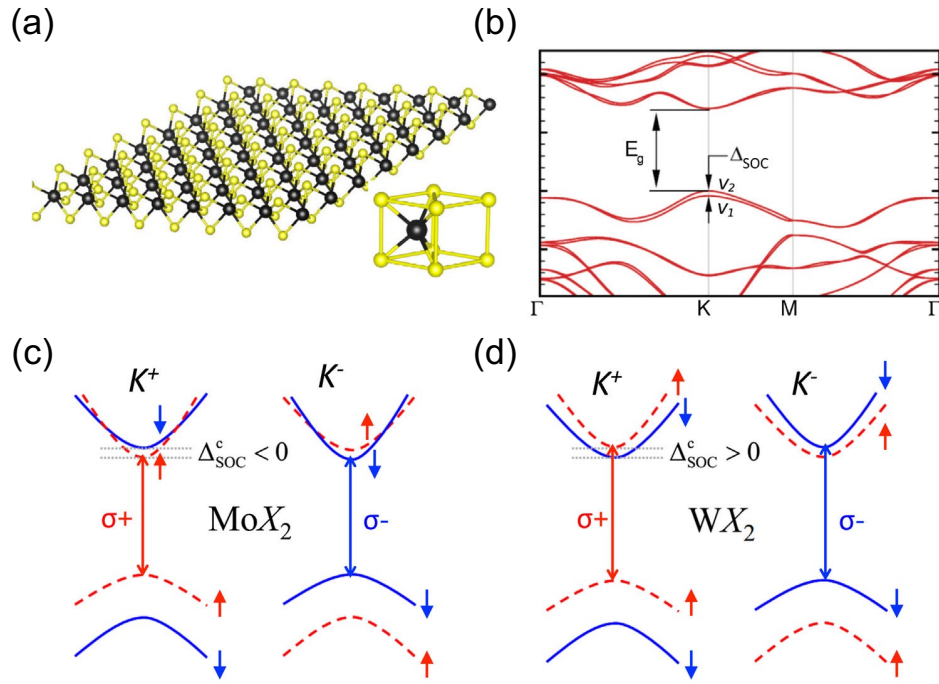 (a)
(b)
E_g
Δ_SOC
v_2
v_1
Γ K M Γ
(c)
K^+ K^-
Δ^c_SOC < 0
σ+ MoX_2 σ-
(d)
K^+ K^-
Δ^c_SOC > 0
σ+ WX_2 σ-